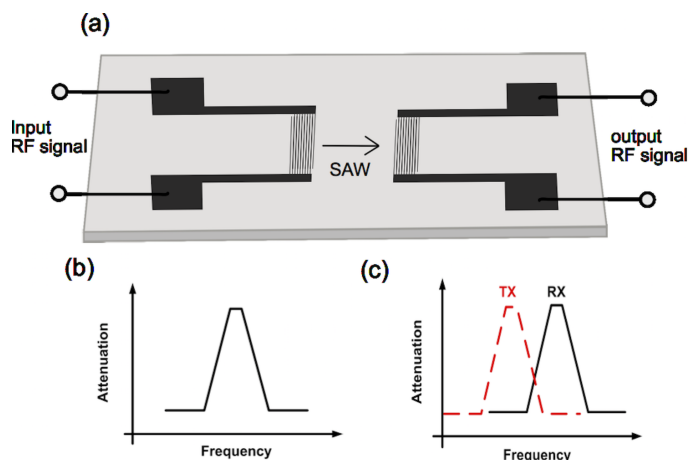 (a)
Input
RF signal
SAW
output
RF signal
(b)
Attenuation
Frequency
(c)
TX
RX
Attenuation
Frequency